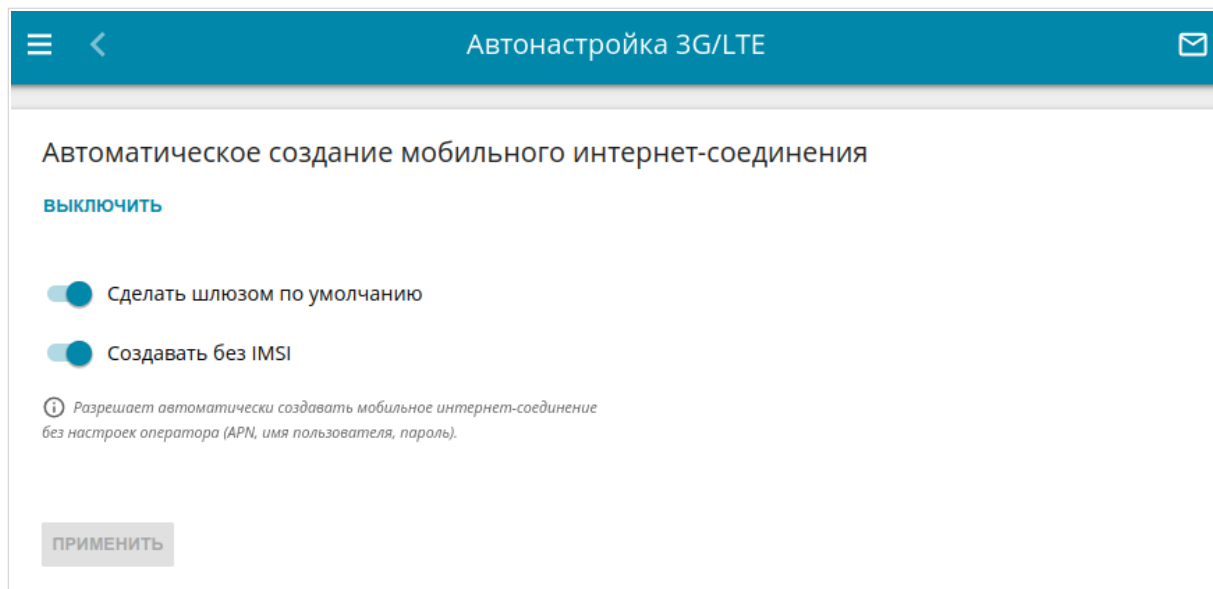 Автонастройка 3G/LTE
Автоматическое создание мобильного интернет-соединения
ВЫКЛЮЧИТЬ
Сделать шлюзом по умолчанию
Создавать без IMSI
Разрешает автоматически создавать мобильное интернет-соединение
без настроек оператора (APN, имя пользователя, пароль).
ПРИМЕНИТЬ